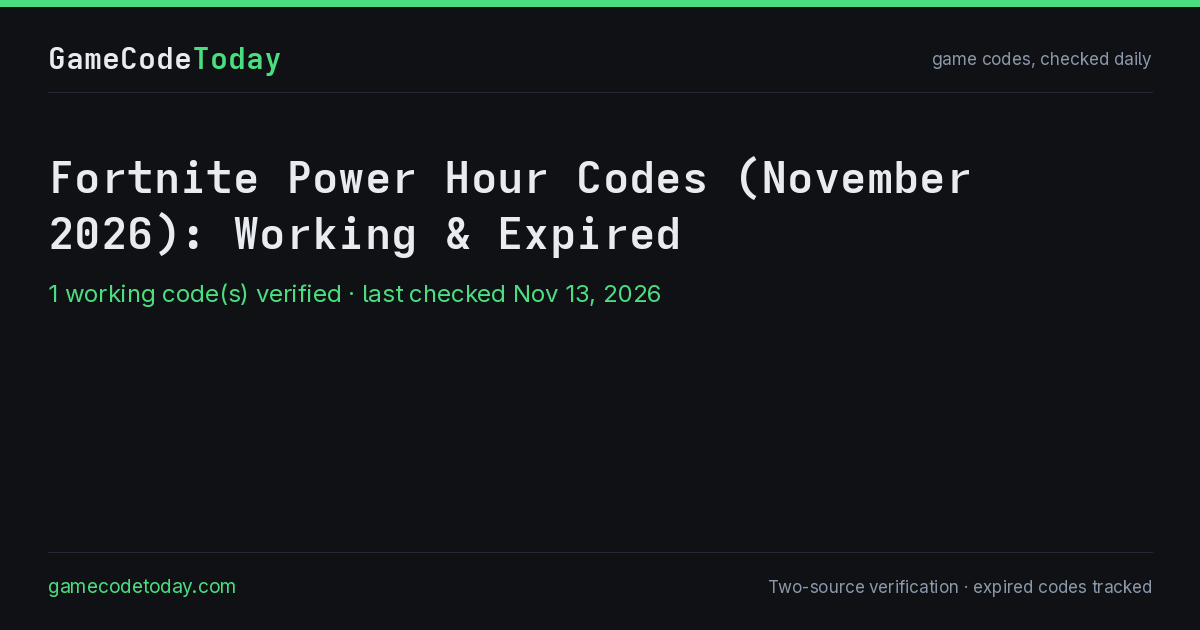 GameCodeToday
game codes, checked daily
Fortnite Power Hour Codes (November
2026): Working & Expired
1 working code(s) verified · last checked Nov 13, 2026
gamecodetoday.com
Two-source verification · expired codes tracked